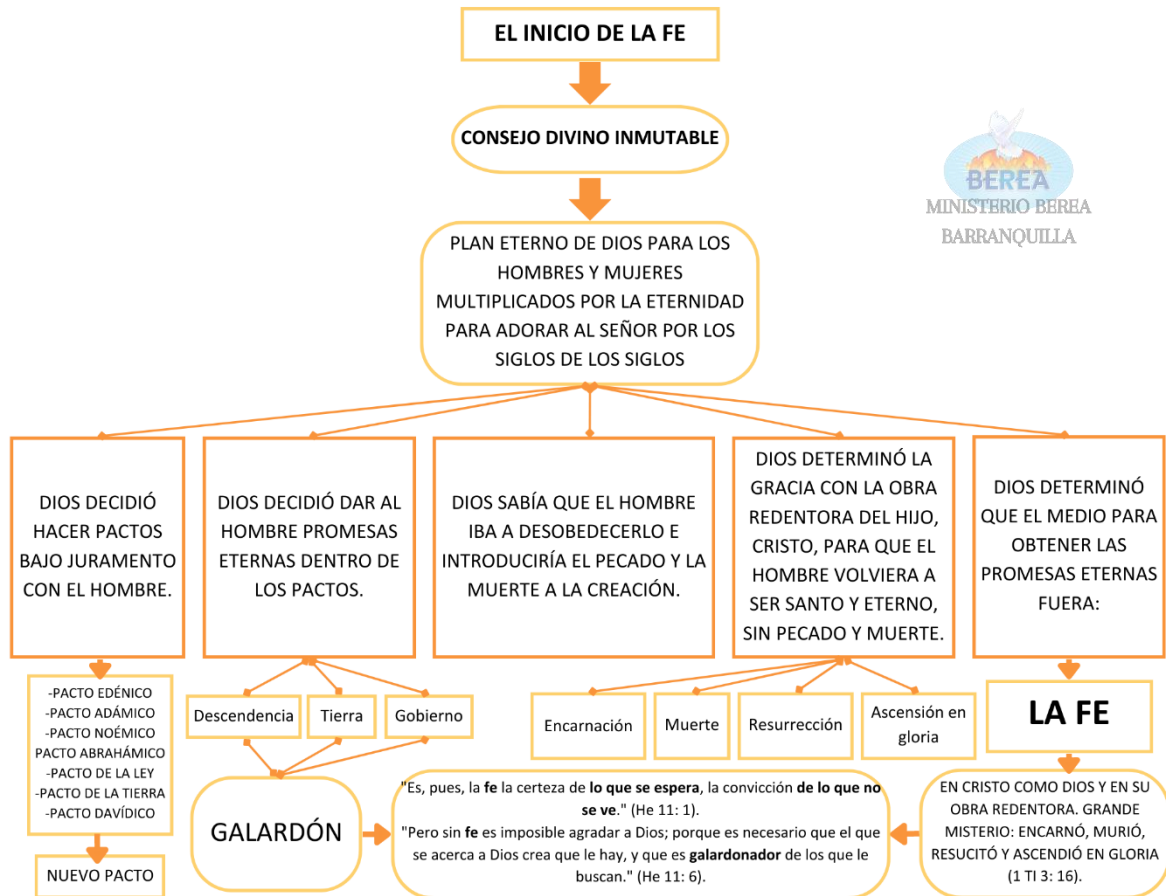 EL INICIO DE LA FE
CONSEJO DIVINO INMUTABLE
BEREA
MINISTERIO BEREA
BARRANQUILLA
PLAN ETERNO DE DIOS PARA LOS
HOMBRES Y MUJERES
MULTIPLICADOS POR LA ETERNIDAD
PARA ADORAR AL SEÑOR POR LOS
SIGLOS DE LOS SIGLOS
DIOS DECIDIÓ
HACER PACTOS
BAJO JURAMENTO
CON EL HOMBRE.
DIOS DECIDIÓ DAR AL
HOMBRE PROMESAS
ETERNAS DENTRO DE
LOS PACTOS.
DIOS SABÍA QUE EL HOMBRE
IBA A DESOBEDECERLO E
INTRODUCIRÍA EL PECADO Y LA
MUERTE A LA CREACIÓN.
DIOS DETERMINÓ LA
GRACIA CON LA OBRA
REDENTORA DEL HIJO,
CRISTO, PARA QUE EL
HOMBRE VOLVIERA A
SER SANTO Y ETERNO,
SIN PECADO Y MUERTE.
DIOS DETERMINÓ
QUE EL MEDIO PARA
OBTENER LAS
PROMESAS ETERNAS
FUERA:
-PACTO EDÉNICO
-PACTO ADÁMICO
-PACTO NOÉMICO
PACTO ABRAHÁMICO
-PACTO DE LA LEY
-PACTO DE LA TIERRA
-PACTO DAVÍDICO
NUEVO PACTO
Descendencia
Tierra
Gobierno
GALARDÓN
Encarnación
Muerte
Resurrección
Ascensión en
gloria
LA FE
"Es, pues, la fe la certeza de lo que se espera, la convicción de lo que no
se ve." (He 11: 1).
"Pero sin fe es imposible agradar a Dios; porque es necesario que el que
se acerca a Dios crea que le hay, y que es galardonador de los que le
buscan." (He 11: 6).
EN CRISTO COMO DIOS Y EN SU
OBRA REDENTORA. GRANDE
MISTERIO: ENCARNÓ, MURIÓ,
RESUCITÓ Y ASCENDIÓ EN GLORIA
(1 TI 3: 16).